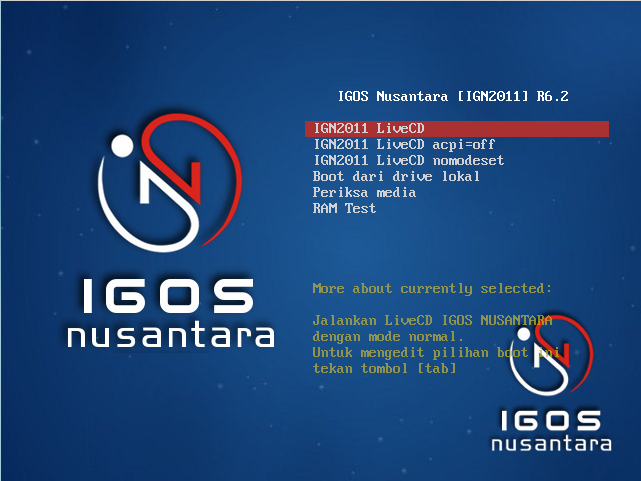 IGOS Nusantara [IGN2011] R6.2
IGN2011 LiveCD
IGN2011 LiveCD acpi=off
IGN2011 LiveCD nomodeset
Boot dari drive lokal
Periksa media
RAM Test
IGOS
nusantara
More about currently selected:
Jalankan LiveCD IGOS NUSANTARA
dengan mode normal.
Untuk mengedit pilihan boot ini
tekan tombol [tab]
IGOS
nusantara